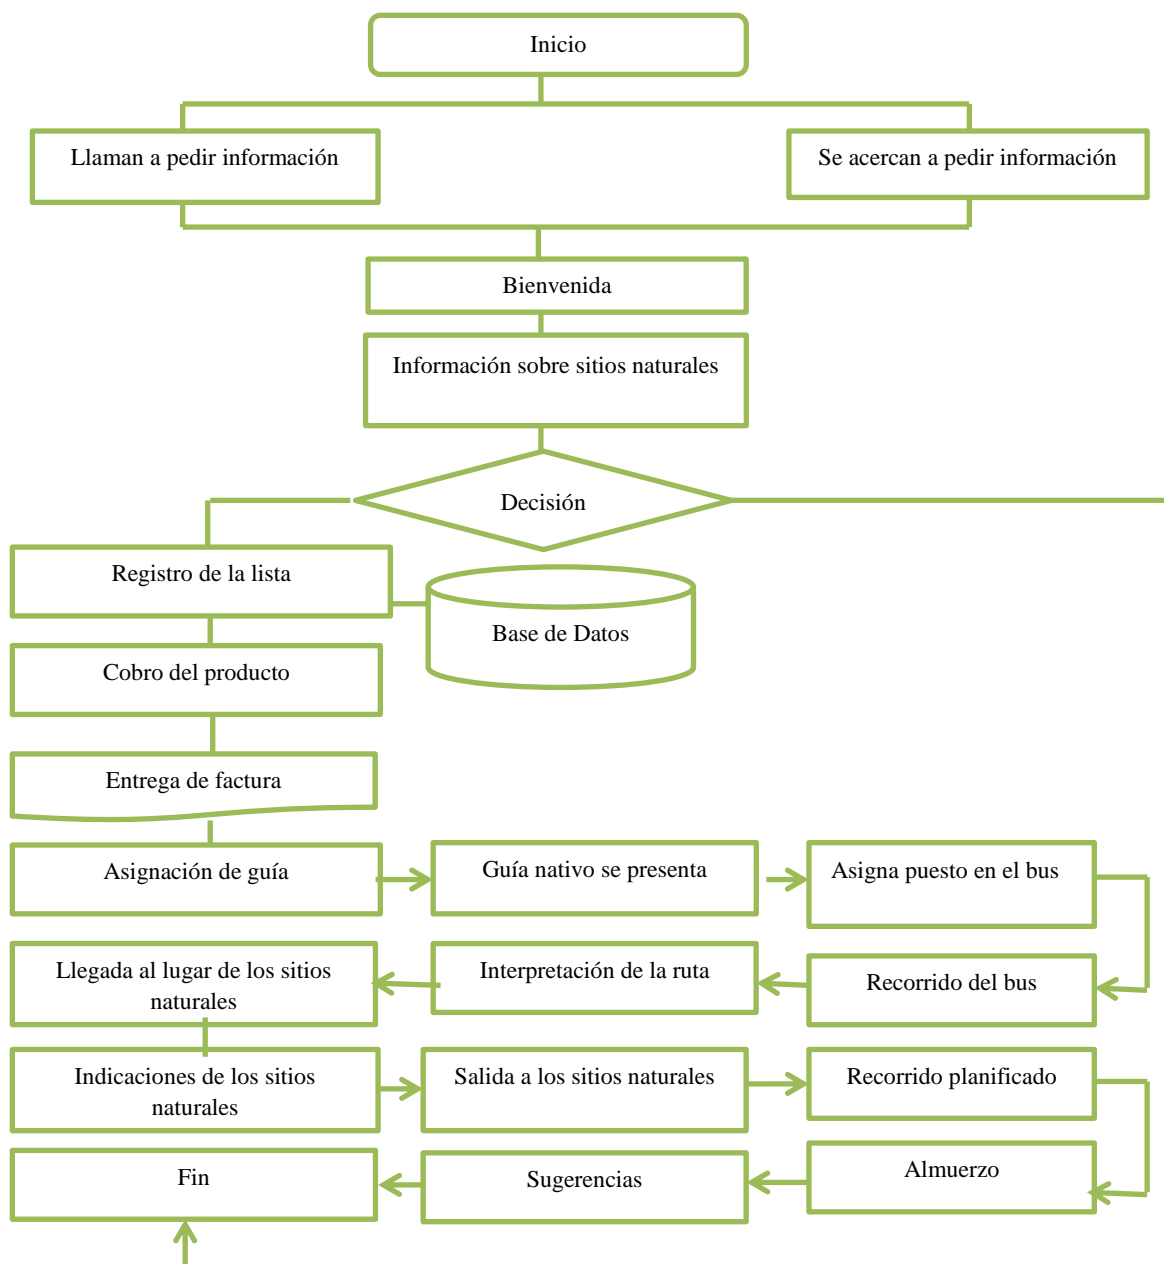 Inicio
Llaman a pedir información
Se acercan a pedir información
Bienvenida
Información sobre sitios naturales
Decisión
Registro de la lista
Base de Datos
Cobro del producto
Entrega de factura
Asignación de guía
Guía nativo se presenta
Asigna puesto en el bus
Recorrido del bus
Interpretación de la ruta
Llegada al lugar de los sitios
naturales
Indicaciones de los sitios
naturales
Salida a los sitios naturales
Recorrido planificado
Almuerzo
Sugerencias
Fin